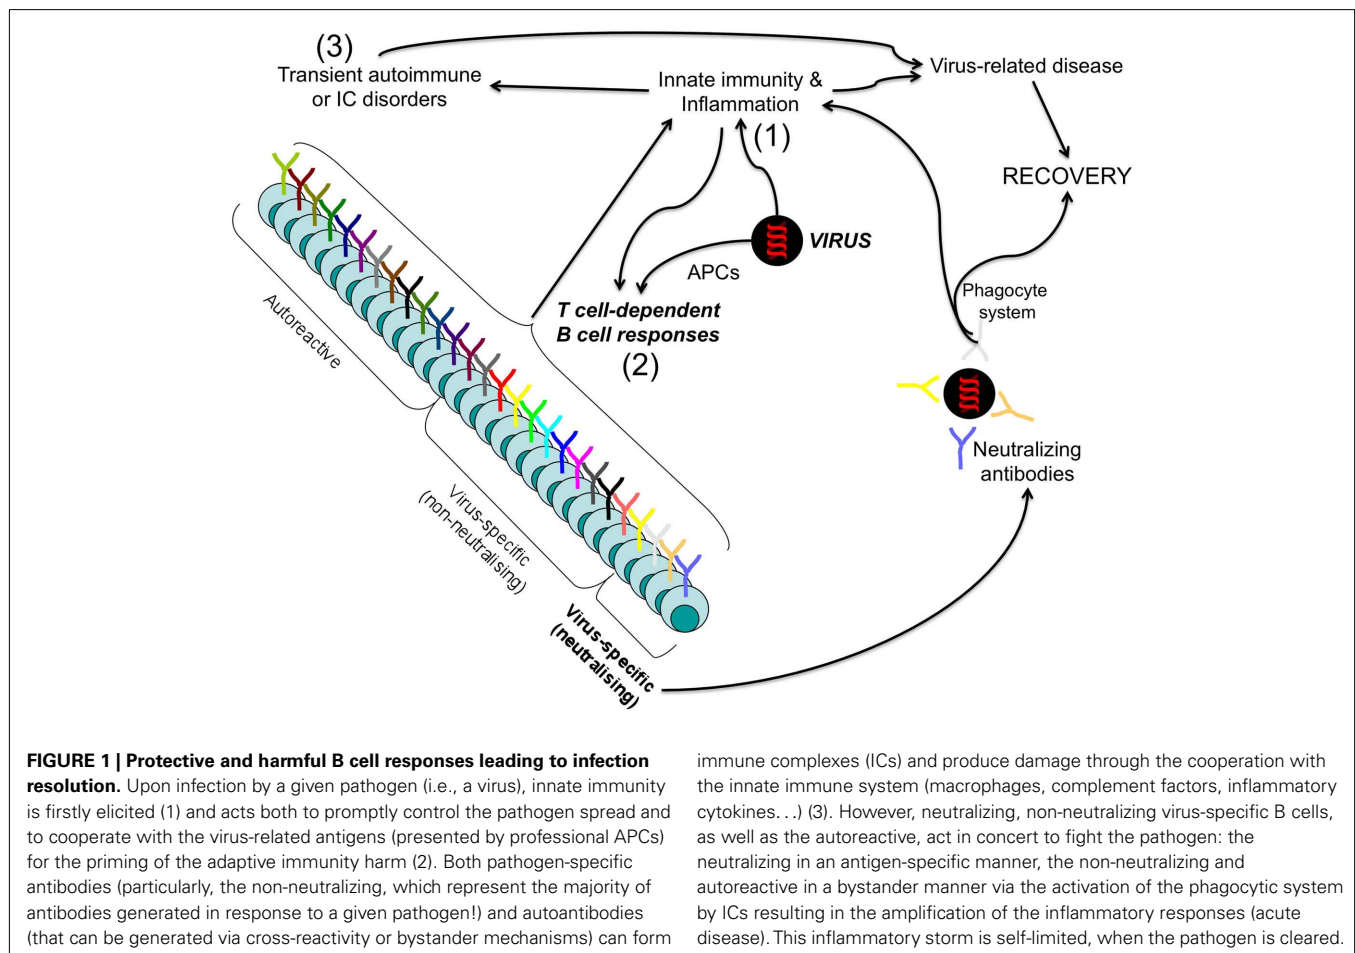 (3)
Transient autoimmune
or IC disorders
Innate immunity &
Inflammation
(1)
Virus-related disease
RECOVERY
VIRUS
APCs
T cell-dependent
B cell responses
(2)
Phagocyte
system
Neutralizing
antibodies
Autoreactive
Virus-specific
(non-neutralising)
Virus-specific
(neutralising)
FIGURE 1 | Protective and harmful B cell responses leading to infection
resolution. Upon infection by a given pathogen (i.e., a virus), innate immunity
is firstly elicited (1) and acts both to promptly control the pathogen spread and
to cooperate with the virus-related antigens (presented by professional APCs)
for the priming of the adaptive immunity harm (2). Both pathogen-specific
antibodies (particularly, the non-neutralizing, which represent the majority of
antibodies generated in response to a given pathogen!) and autoantibodies
(that can be generated via cross-reactivity or bystander mechanisms) can form
immune complexes (ICs) and produce damage through the cooperation with
the innate immune system (macrophages, complement factors, inflammatory
cytokines...) (3). However, neutralizing, non-neutralizing virus-specific B cells,
as well as the autoreactive, act in concert to fight the pathogen: the
neutralizing in an antigen-specific manner, the non-neutralizing and
autoreactive in a bystander manner via the activation of the phagocytic system
by ICs resulting in the amplification of the inflammatory responses (acute
disease). This inflammatory storm is self-limited, when the pathogen is cleared.